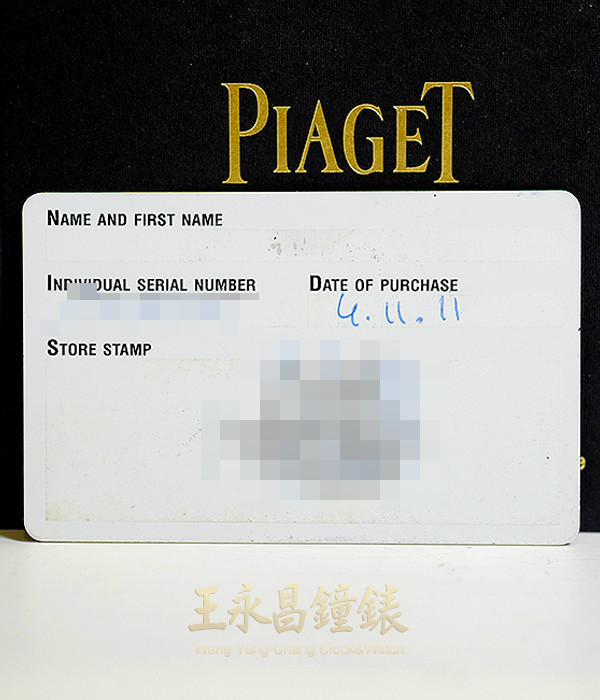 PIAGET
NAME AND FIRST NAME
INDIVIDUAL SERIAL NUMBER DATE OF PURCHASE
4.11.11
STORE STAMP
王永昌鐘錶
Wang Yung-Chang Clock&Watch